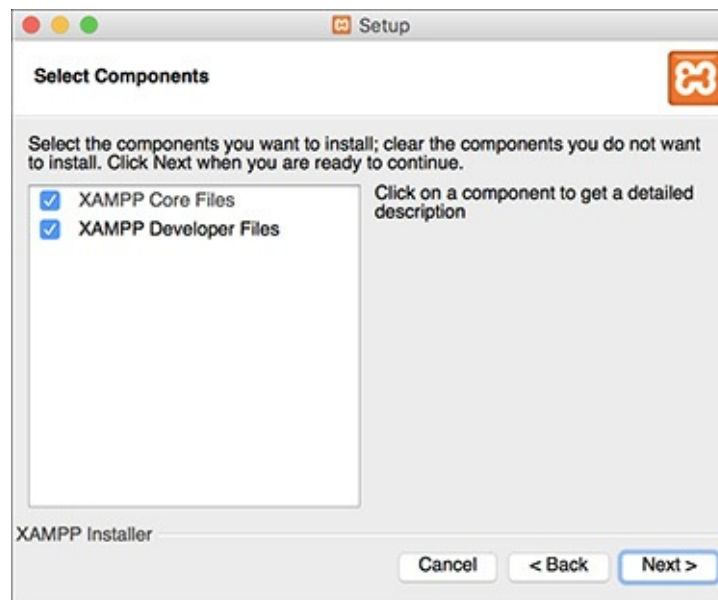 Setup
Select Components
Select the components you want to install; clear the components you do not want
to install. Click Next when you are ready to continue.
XAMPP Core Files
XAMPP Developer Files
Click on a component to get a detailed
description
XAMPP Installer
Cancel
< Back
Next >